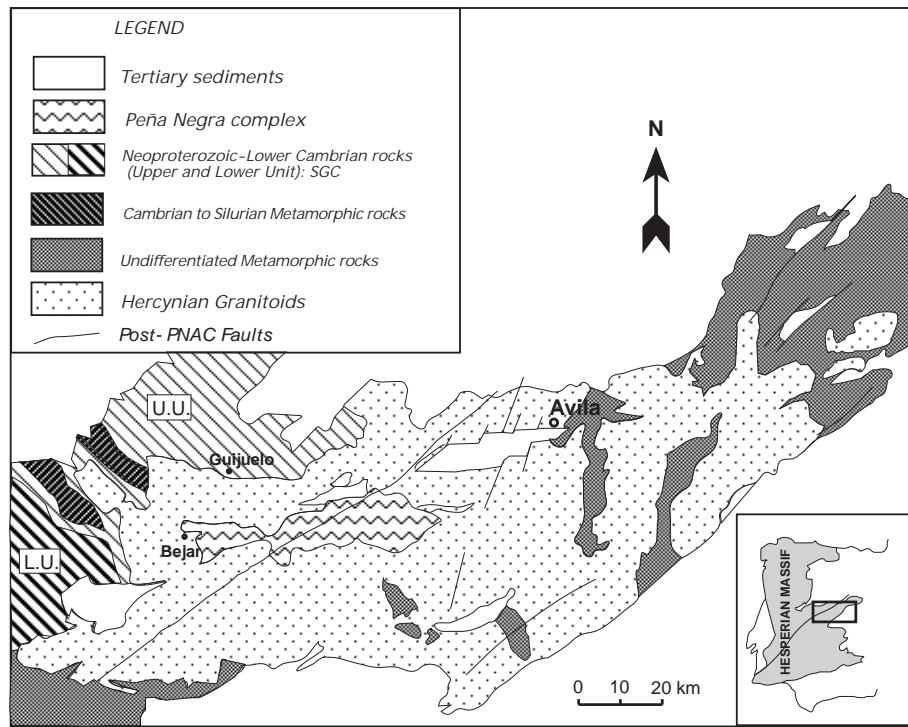 LEGEND
Tertiary sediments
Peña Negra complex
Neoproterozoic-Lower Cambrian rocks
(Upper and Lower Unit): SGC
Cambrian to Silurian Metamorphic rocks
Undifferentiated Metamorphic rocks
Hercynian Granitoids
Post- PNAC Faults
N
U.U.
Avila
Guijuelo
Bejar
L.U.
HESPERIAN MASSIF
0 10 20 km